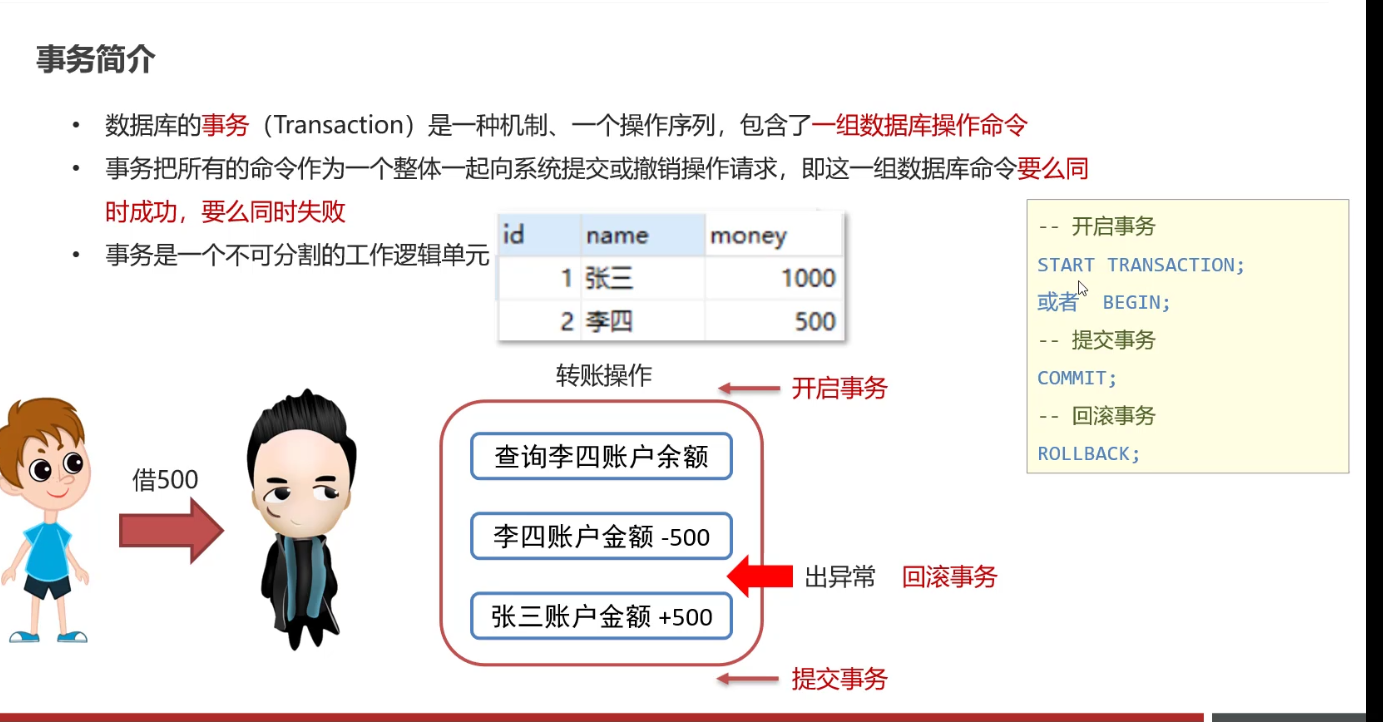 事务简介
• 数据库的事务（Transaction）是一种机制、一个操作序列，包含了一组数据库操作命令
• 事务把所有的命令作为一个整体一起向系统提交或撤销操作请求，即这一组数据库命令要么同
时成功，要么同时失败
• 事务是一个不可分割的工作逻辑单元
id name money
1 张三 1000
2 李四 500
-- 开启事务
START TRANSACTION;
或者 BEGIN;
-- 提交事务
COMMIT;
-- 回滚事务
ROLLBACK;
转账操作
开启事务
借500
查询李四账户余额
李四账户金额 -500
出异常 回滚事务
张三账户金额 +500
提交事务